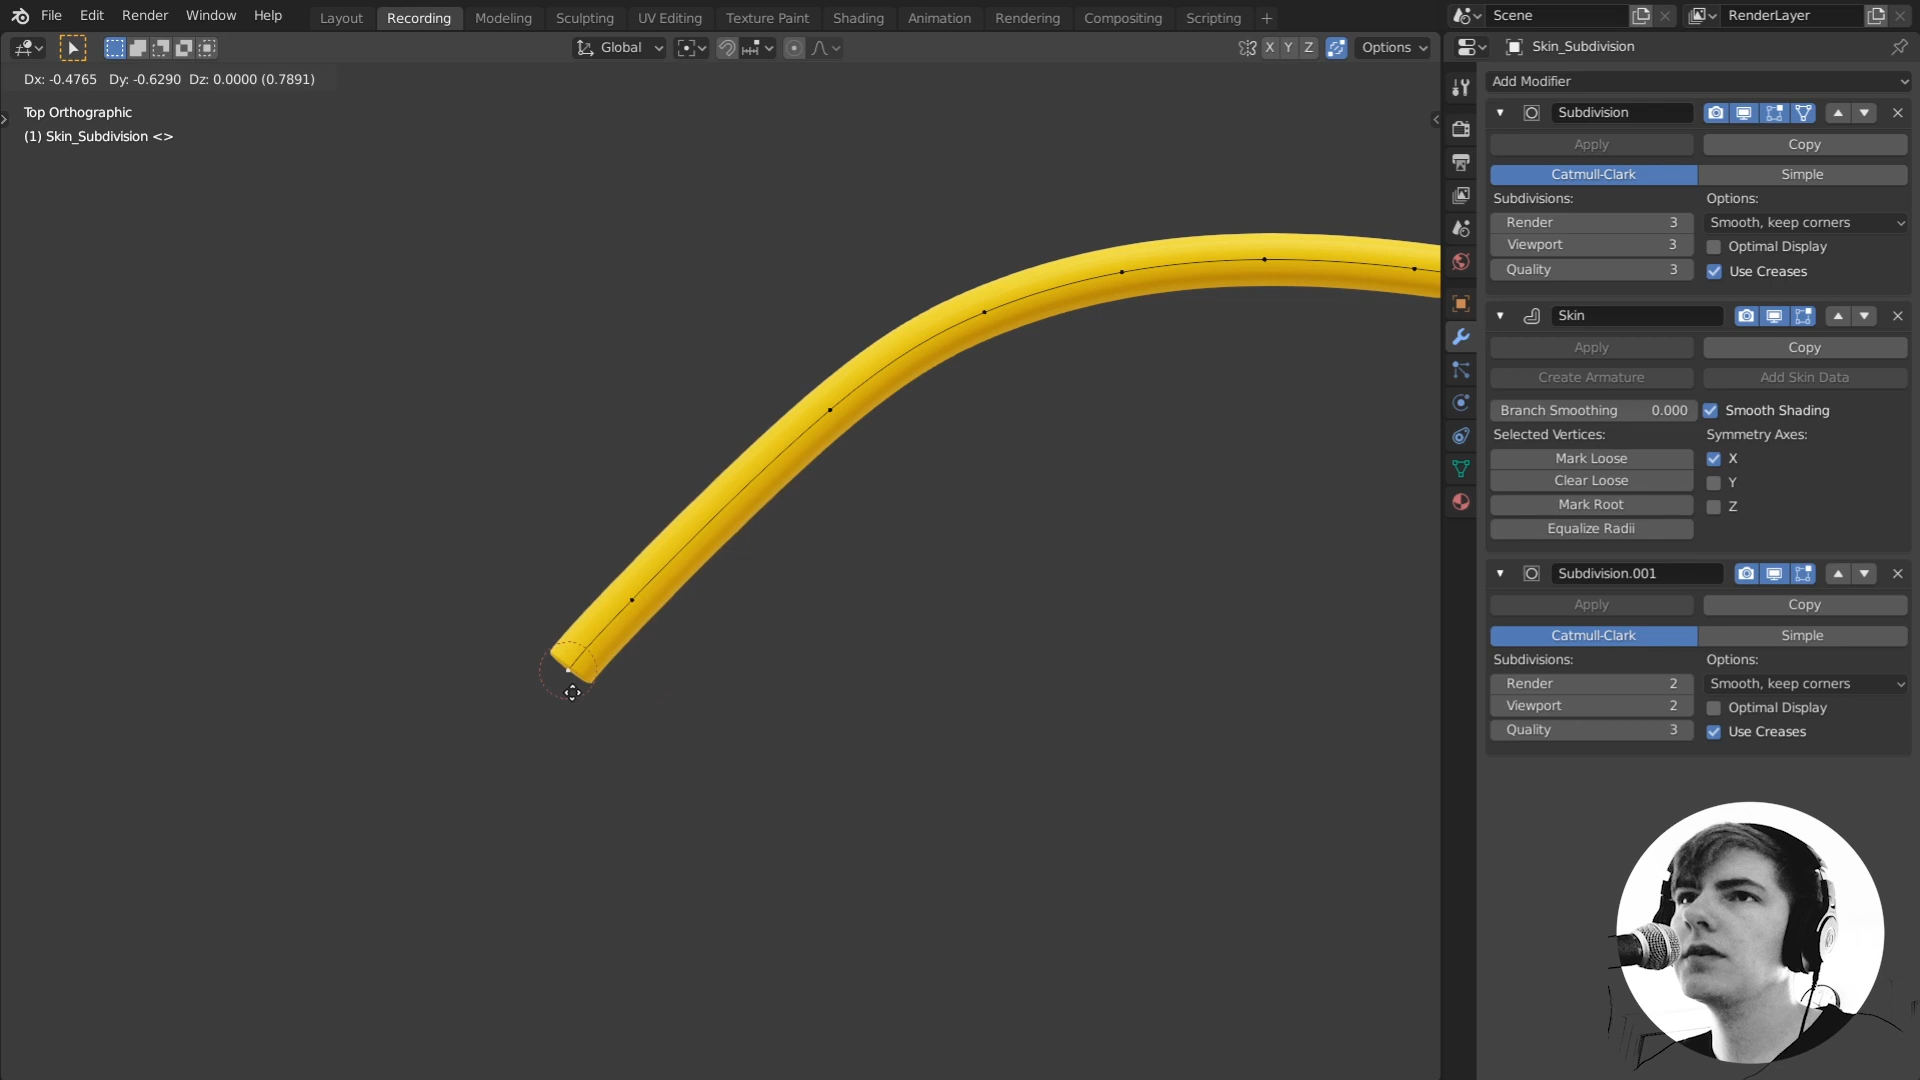 File Edit Render Window Help Layout Recording Modeling Sculpting UV Editing Texture Paint Shading Animation Rendering Compositing Scripting + Scene RenderLayer
Global X Y Z Options Skin_Subdivision
Dx: -0.4765 Dy: -0.6290 Dz: 0.0000 (0.7891)
Top Orthographic
(1) Skin_Subdivision <>
Add Modifier
Subdivision
Apply Copy
Catmull-Clark Simple
Subdivisions: Options:
Render 3 Smooth, keep corners
Viewport 3 Optimal Display
Quality 3 Use Creases
Skin
Apply Copy
Create Armature Add Skin Data
Branch Smoothing 0.000 Smooth Shading
Selected Vertices: Symmetry Axes:
Mark Loose X
Clear Loose Y
Mark Root Z
Equalize Radii
Subdivision.001
Apply Copy
Catmull-Clark Simple
Subdivisions: Options:
Render 2 Smooth, keep corners
Viewport 2 Optimal Display
Quality 3 Use Creases